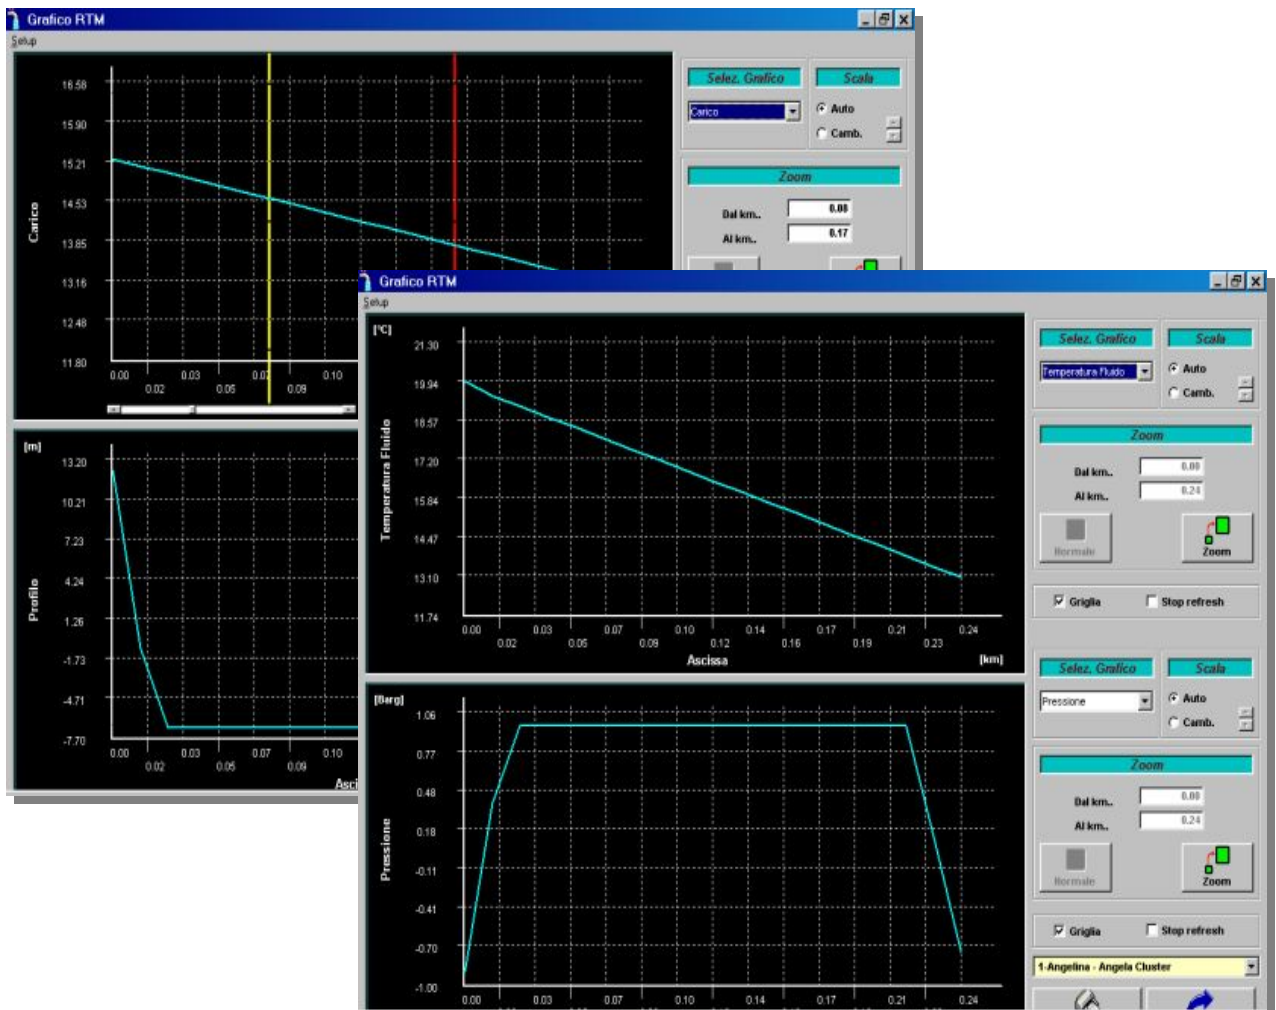 Grafico RTM
Setup
16.58
15.90
15.21
14.53
13.85
13.16
12.48
11.80
Carico
0.00 0.03 0.07 0.10
0.02 0.05 0.09
Selez. Grafico
Scala
Carico
Auto
Camb.
Zoom
Dal km.. 0.08
Al km.. 0.17
[m]
13.20
10.21
7.23
4.24
1.26
-1.73
-4.71
-7.70
Profilo
0.00 0.03 0.07 0.10
0.02 0.05 0.09
Grafico RTM
Setup
[°C]
21.30
19.94
18.57
17.20
15.84
14.47
13.10
11.74
Temperatura Fluido
0.00 0.03 0.07 0.10 0.14 0.17 0.21 0.24
0.02 0.05 0.09 0.12 0.16 0.19 0.23
Ascissa
[km]
Selez. Grafico
Scala
Temperatura Fluido
Auto
Camb.
Zoom
Dal km.. 0.00
Al km.. 0.24
Normale
Zoom
Griglia
Stop refresh
[Barg]
1.06
0.77
0.48
0.18
-0.11
-0.41
-0.70
-1.00
Pressione
0.00 0.03 0.07 0.10 0.14 0.17 0.21 0.24
Selez. Grafico
Scala
Pressione
Auto
Camb.
Zoom
Dal km.. 0.00
Al km.. 0.24
Normale
Zoom
Griglia
Stop refresh
1-Angelina - Angela Cluster